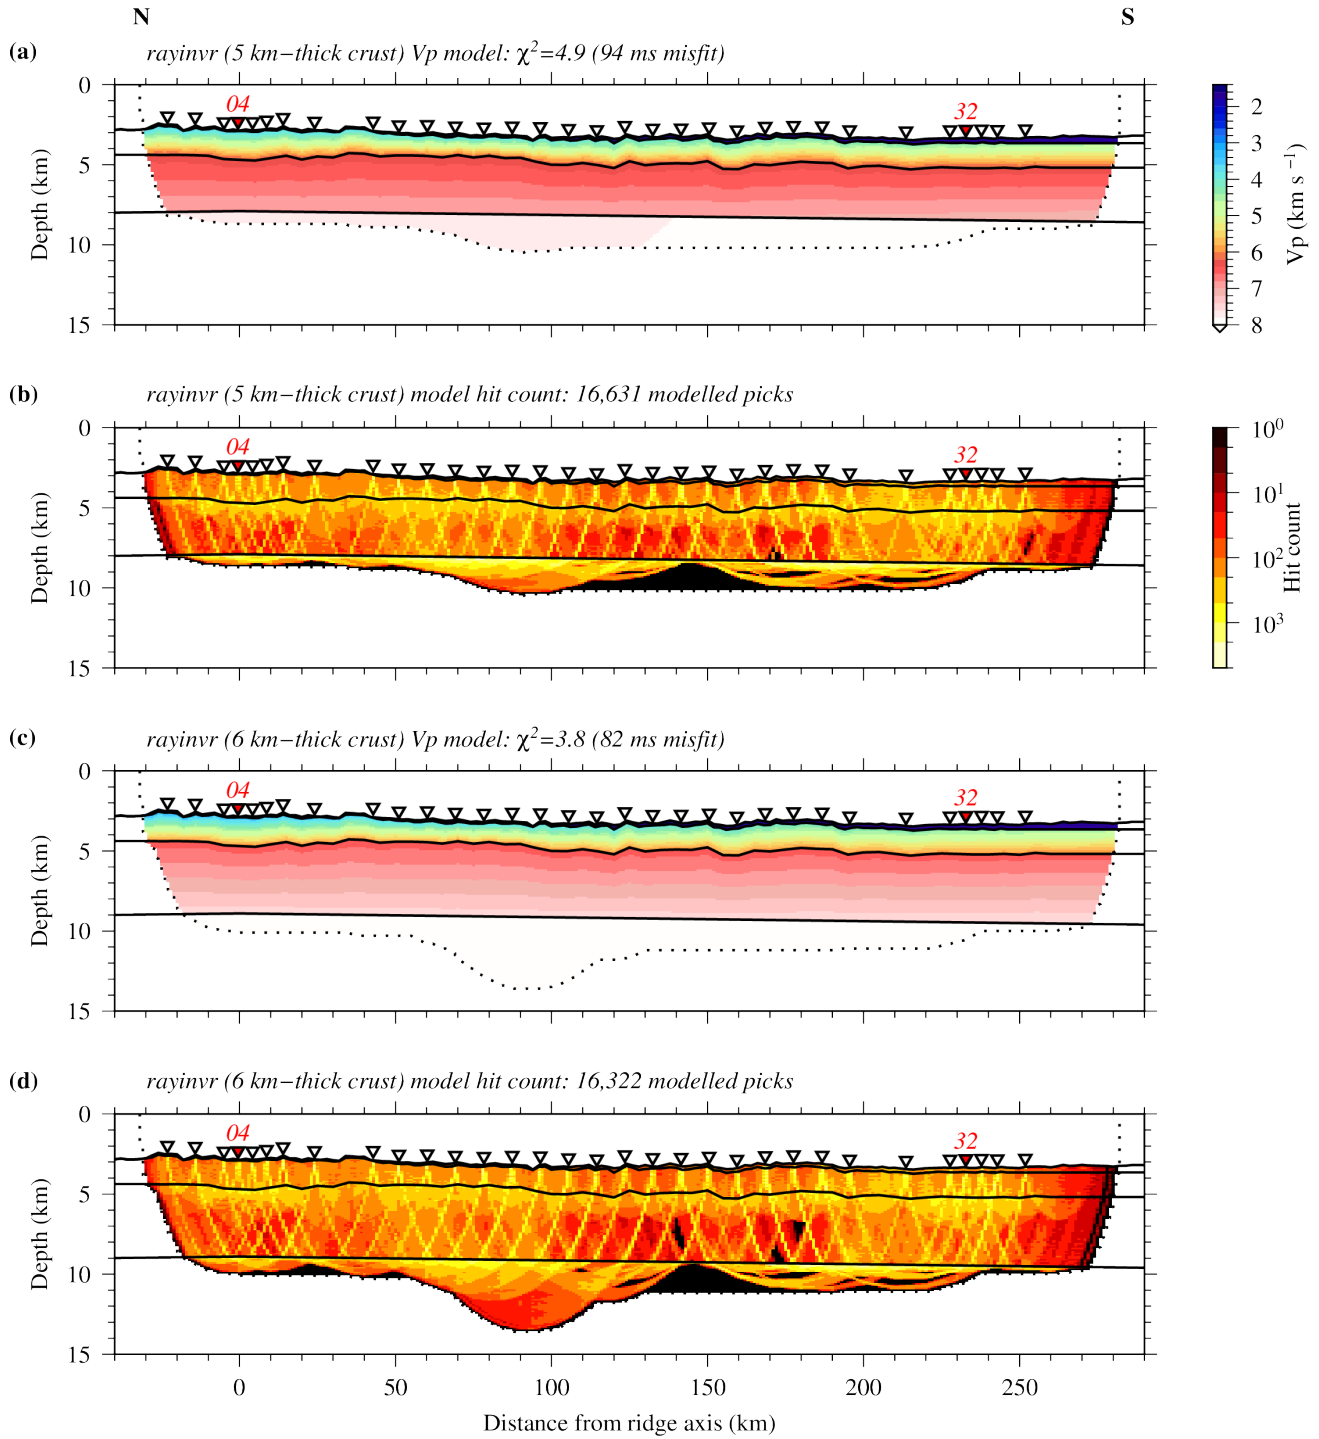 N S
(a) rayinvr (5 km−thick crust) Vp model: χ²=4.9 (94 ms misfit)
04 32
0
5
10
15
Depth (km)
2
3
4
5
6
7
8
Vp (km s⁻¹)
(b) rayinvr (5 km−thick crust) model hit count: 16,631 modelled picks
04 32
0
5
10
15
Depth (km)
10⁰
10¹
10²
10³
Hit count
(c) rayinvr (6 km−thick crust) Vp model: χ²=3.8 (82 ms misfit)
04 32
0
5
10
15
Depth (km)
(d) rayinvr (6 km−thick crust) model hit count: 16,322 modelled picks
04 32
0
5
10
15
Depth (km)
0 50 100 150 200 250
Distance from ridge axis (km)